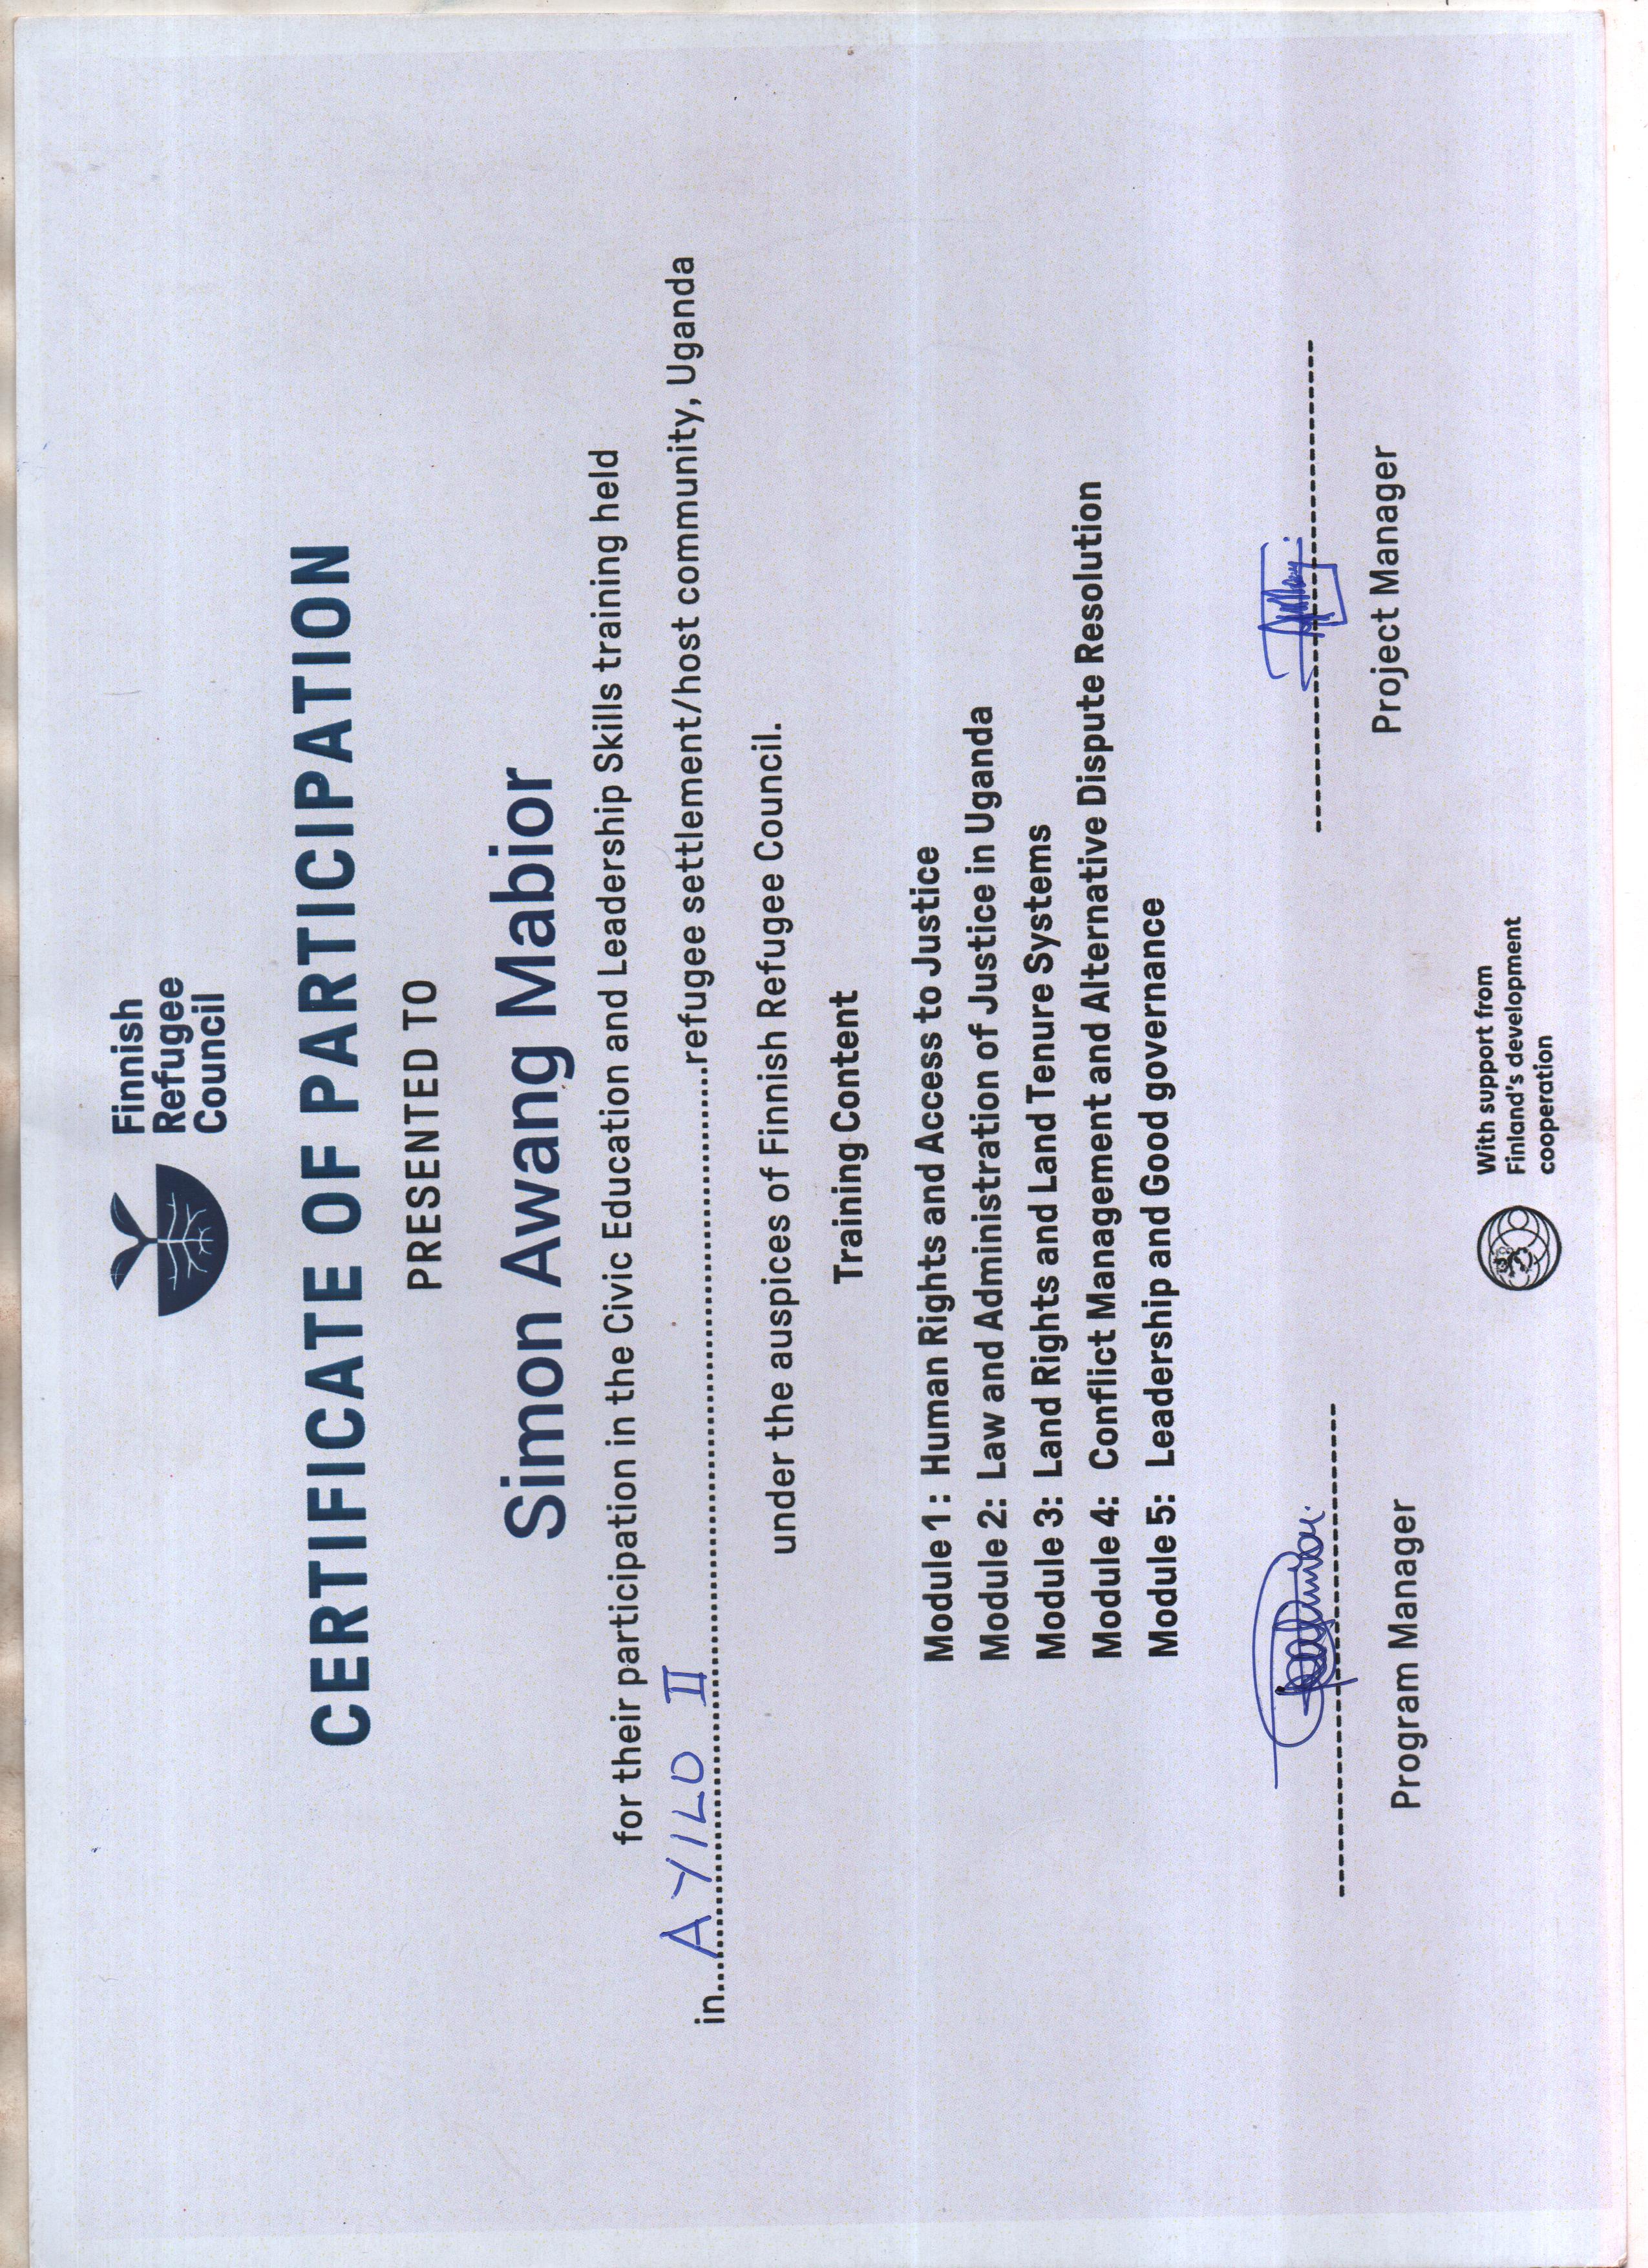 Finnish
Refugee
Council
CERTIFICATE OF PARTICIPATION
PRESENTED TO
Simon Awang Mabior
for their participation in the Civic Education and Leadership Skills training held
in....AYILO II....refugee settlement/host community, Uganda
under the auspices of Finnish Refugee Council.
Training Content
Module 1 : Human Rights and Access to Justice
Module 2: Law and Administration of Justice in Uganda
Module 3: Land Rights and Land Tenure Systems
Module 4: Conflict Management and Alternative Dispute Resolution
Module 5: Leadership and Good governance
Program Manager
Project Manager
With support from
Finland's development
cooperation